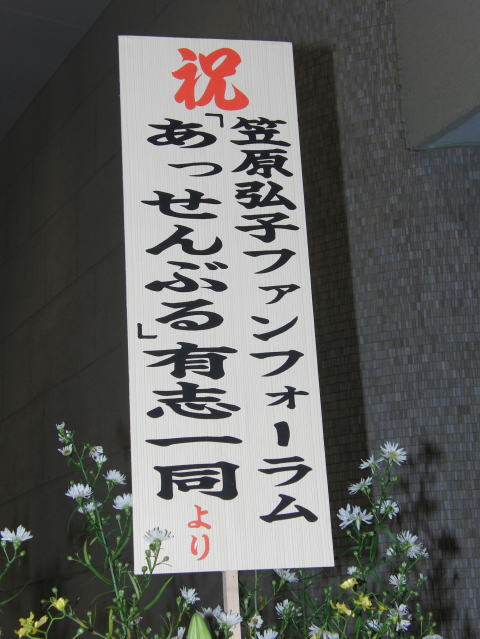 祝
笠原弘子ファンフォーラム
「あっせんぶる」有志一同
より